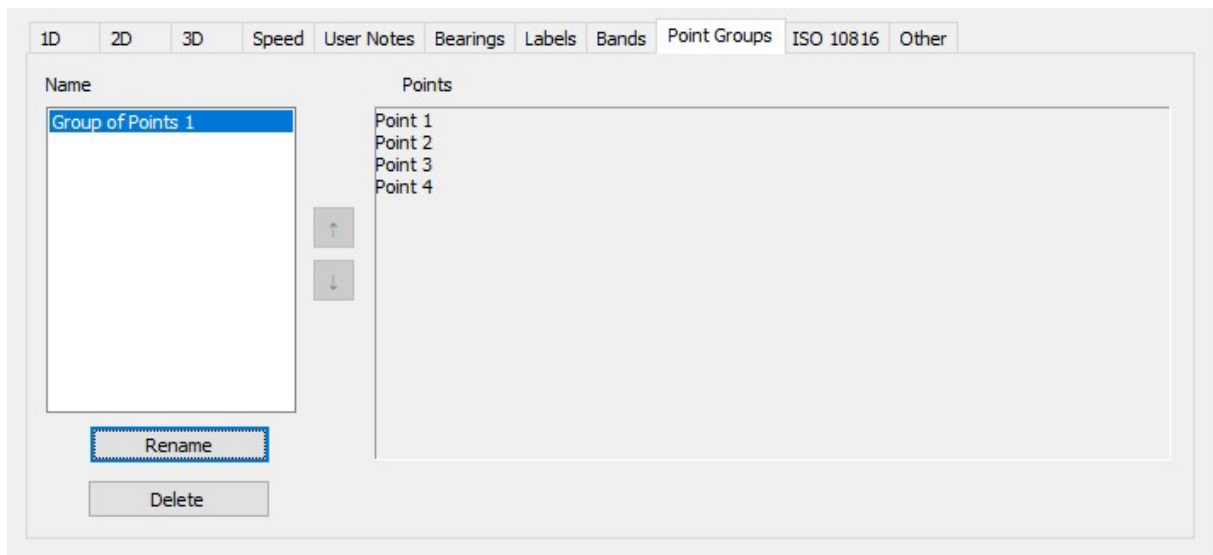 1D 2D 3D Speed User Notes Bearings Labels Bands Point Groups ISO 10816 Other
Name Points
Group of Points 1
Point 1
Point 2
Point 3
Point 4
↑
↓
Rename
Delete